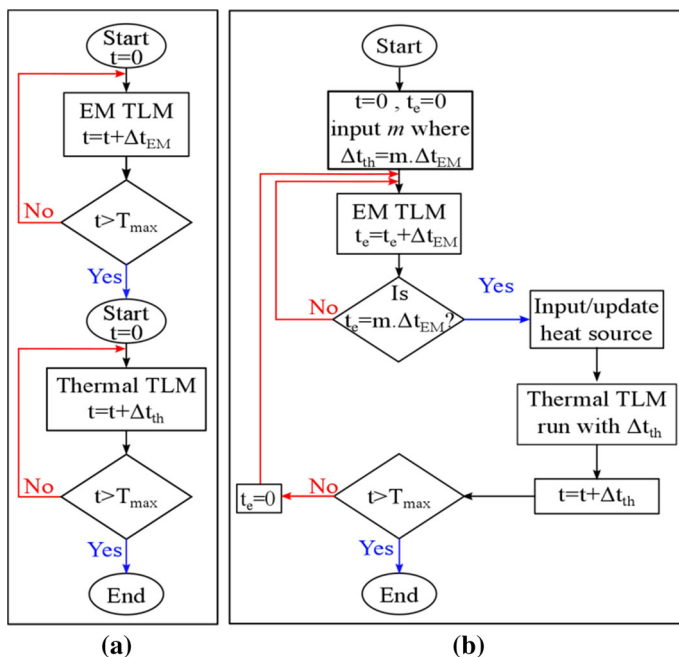 Start
t=0
EM TLM
t=t+Δt_EM
No
t>T_max
Yes
Start
t=0
Thermal TLM
t=t+Δt_th
No
t>T_max
Yes
End
(a)
Start
t=0 , t_e=0
input m where
Δt_th=m.Δt_EM
EM TLM
t_e=t_e+Δt_EM
Is
t_e=m.Δt_EM?
No
Yes
Input/update
heat source
Thermal TLM
run with Δt_th
t=t+Δt_th
t>T_max
No
t_e=0
Yes
End
(b)